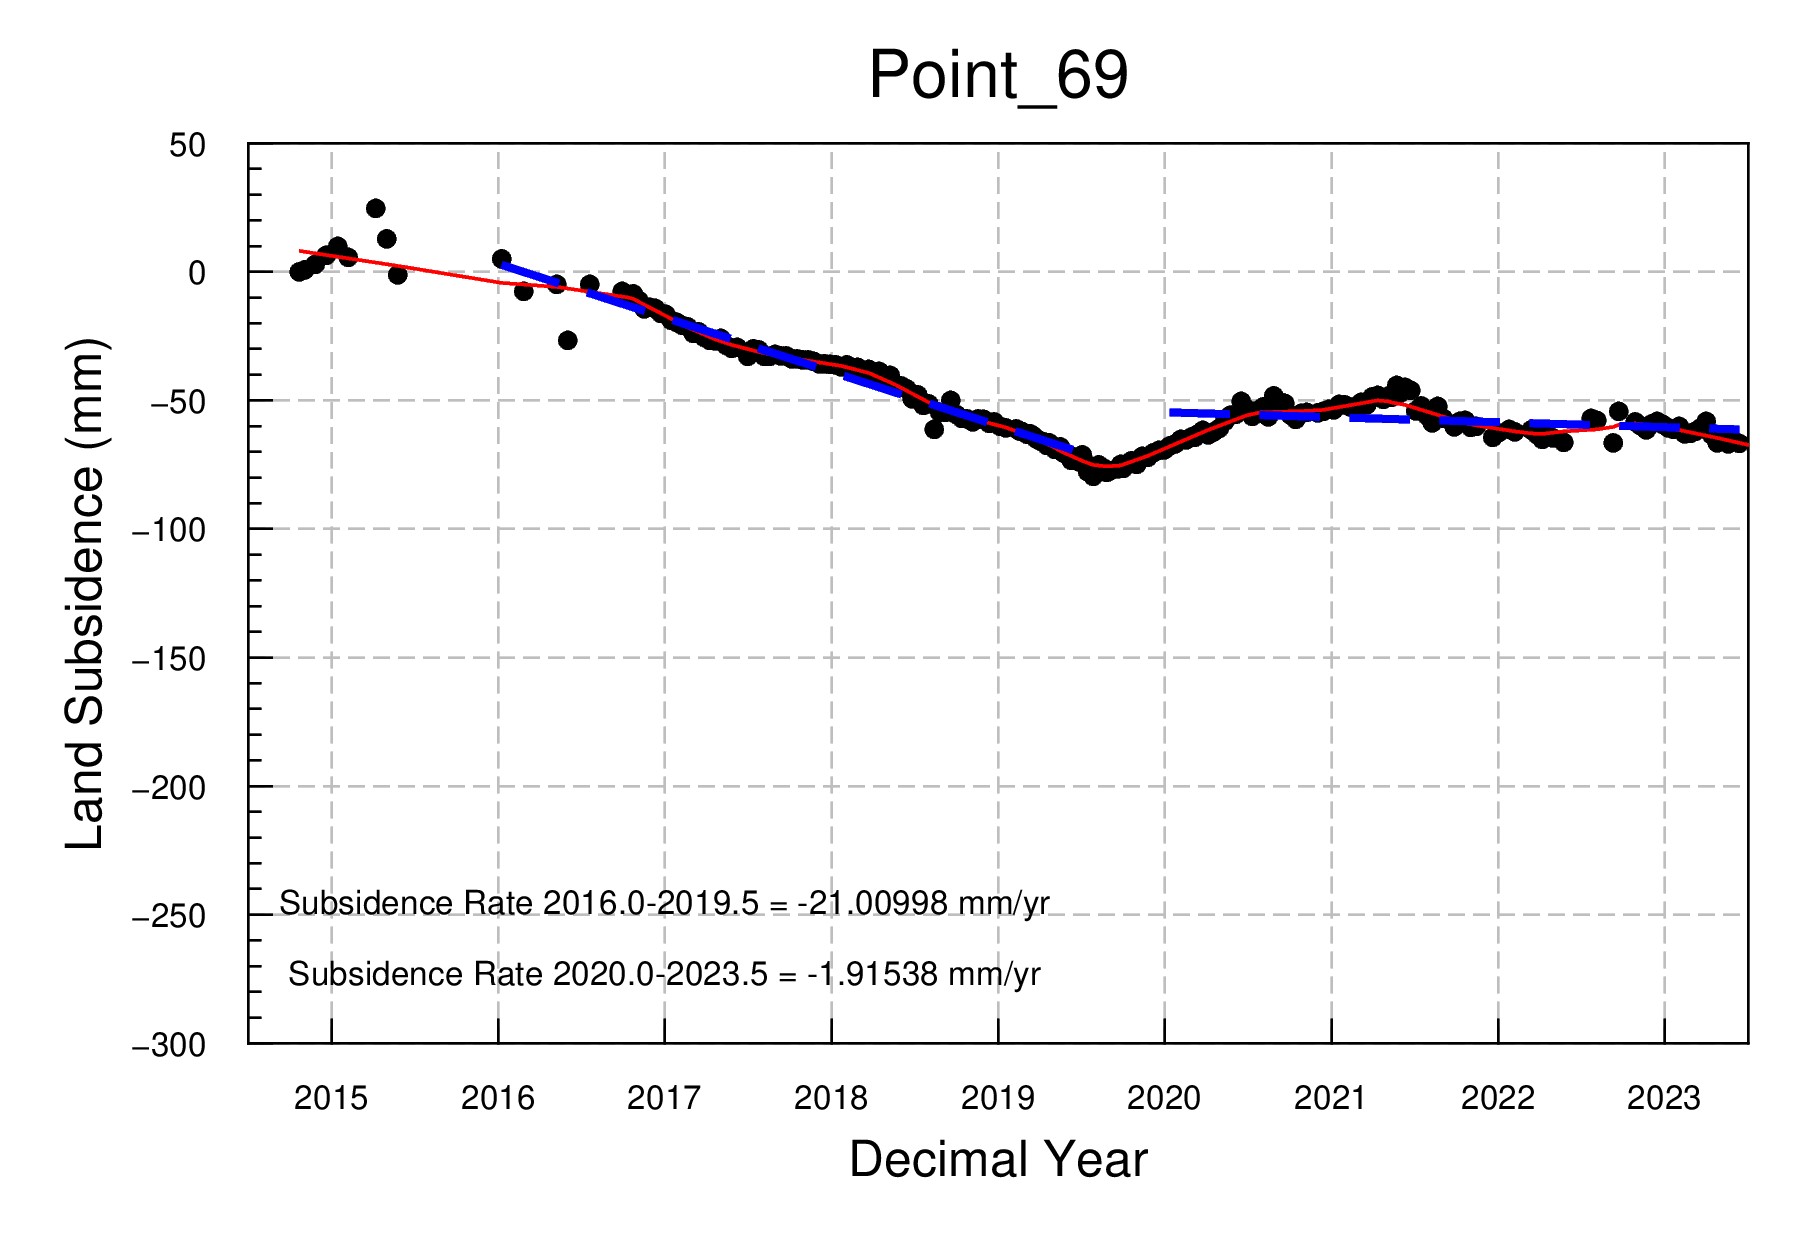 Point_69
50
0
−50
−100
−150
−200
−250
−300
Land Subsidence (mm)
Subsidence Rate 2016.0-2019.5 = -21.00998 mm/yr
Subsidence Rate 2020.0-2023.5 = -1.91538 mm/yr
2015 2016 2017 2018 2019 2020 2021 2022 2023
Decimal Year